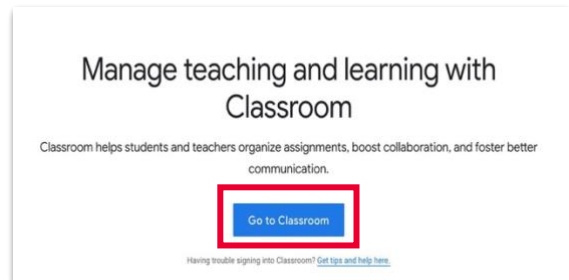 Manage teaching and learning with
Classroom
Classroom helps students and teachers organize assignments, boost collaboration, and foster better
communication.
Go to Classroom
Having trouble signing into Classroom? Get tips and help here.